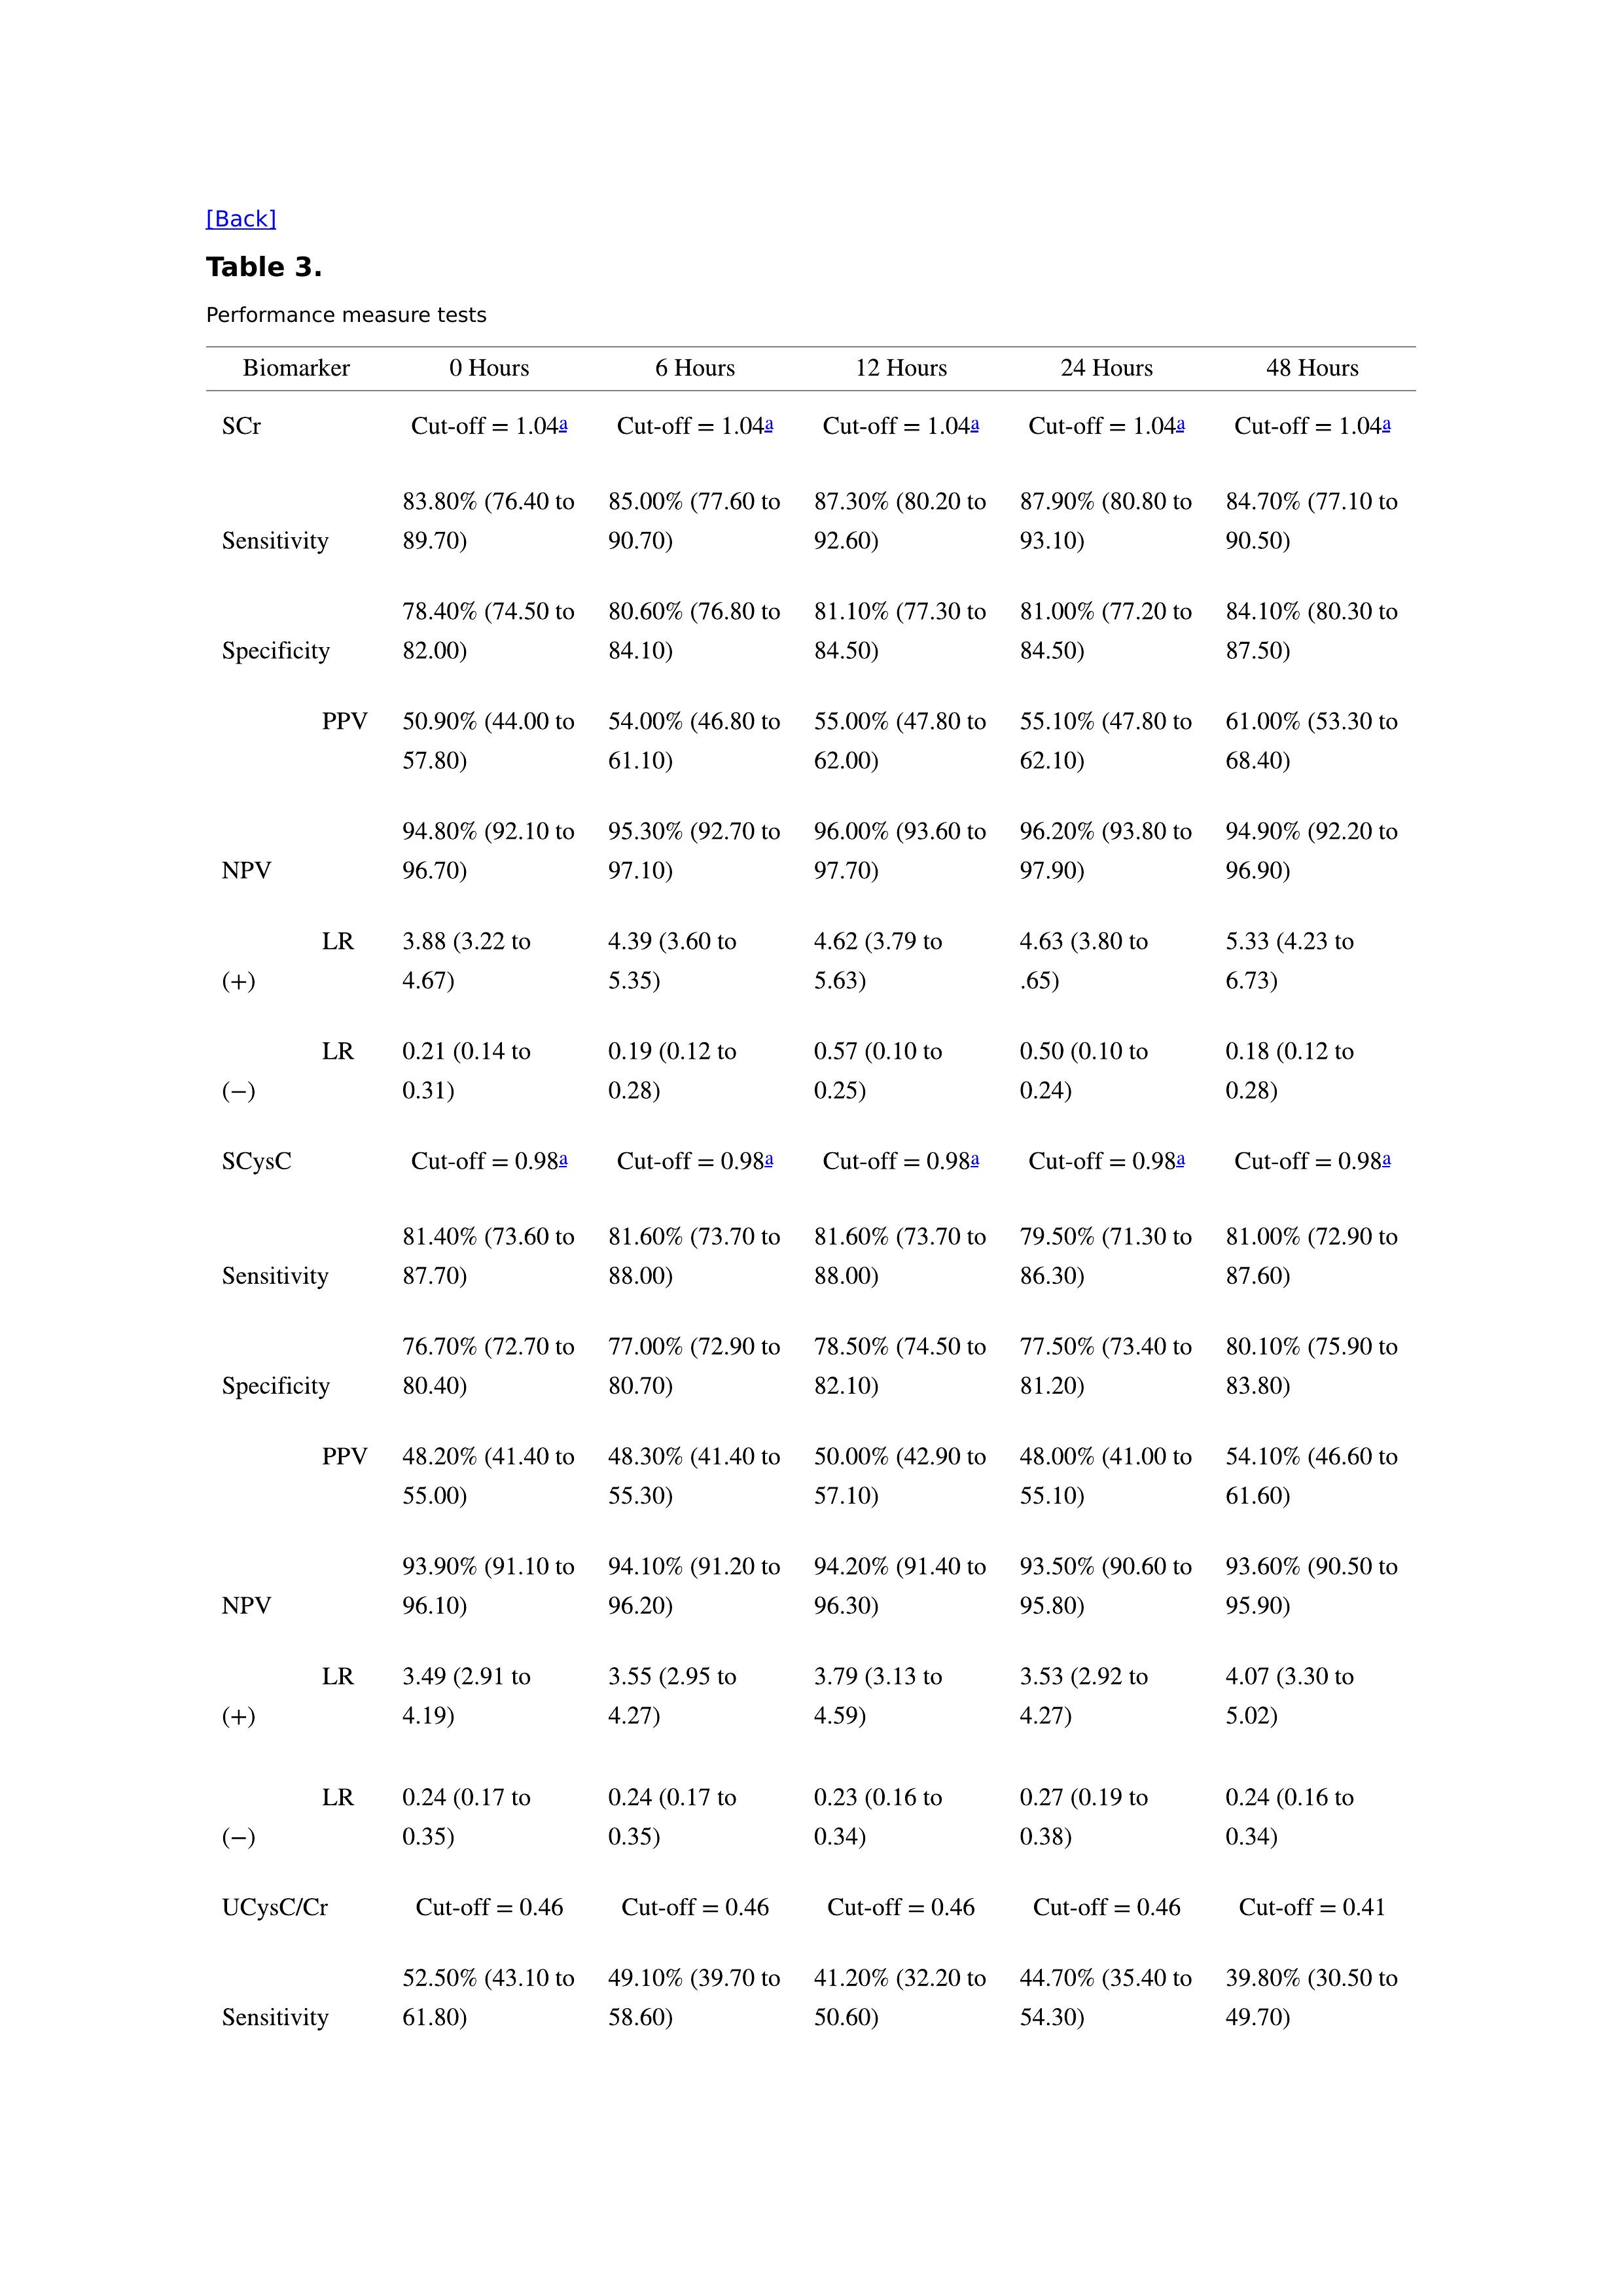 [Back]
Table 3.
Performance measure tests
Biomarker 0 Hours 6 Hours 12 Hours 24 Hours 48 Hours
SCr Cut-off = 1.04a Cut-off = 1.04a Cut-off = 1.04a Cut-off = 1.04a Cut-off = 1.04a
83.80% (76.40 to 85.00% (77.60 to 87.30% (80.20 to 87.90% (80.80 to 84.70% (77.10 to
Sensitivity 89.70) 90.70) 92.60) 93.10) 90.50)
78.40% (74.50 to 80.60% (76.80 to 81.10% (77.30 to 81.00% (77.20 to 84.10% (80.30 to
Specificity 82.00) 84.10) 84.50) 84.50) 87.50)
PPV 50.90% (44.00 to 54.00% (46.80 to 55.00% (47.80 to 55.10% (47.80 to 61.00% (53.30 to
57.80) 61.10) 62.00) 62.10) 68.40)
94.80% (92.10 to 95.30% (92.70 to 96.00% (93.60 to 96.20% (93.80 to 94.90% (92.20 to
NPV 96.70) 97.10) 97.70) 97.90) 96.90)
LR 3.88 (3.22 to 4.39 (3.60 to 4.62 (3.79 to 4.63 (3.80 to 5.33 (4.23 to
(+) 4.67) 5.35) 5.63) .65) 6.73)
LR 0.21 (0.14 to 0.19 (0.12 to 0.57 (0.10 to 0.50 (0.10 to 0.18 (0.12 to
(−) 0.31) 0.28) 0.25) 0.24) 0.28)
SCysC Cut-off = 0.98a Cut-off = 0.98a Cut-off = 0.98a Cut-off = 0.98a Cut-off = 0.98a
81.40% (73.60 to 81.60% (73.70 to 81.60% (73.70 to 79.50% (71.30 to 81.00% (72.90 to
Sensitivity 87.70) 88.00) 88.00) 86.30) 87.60)
76.70% (72.70 to 77.00% (72.90 to 78.50% (74.50 to 77.50% (73.40 to 80.10% (75.90 to
Specificity 80.40) 80.70) 82.10) 81.20) 83.80)
PPV 48.20% (41.40 to 48.30% (41.40 to 50.00% (42.90 to 48.00% (41.00 to 54.10% (46.60 to
55.00) 55.30) 57.10) 55.10) 61.60)
93.90% (91.10 to 94.10% (91.20 to 94.20% (91.40 to 93.50% (90.60 to 93.60% (90.50 to
NPV 96.10) 96.20) 96.30) 95.80) 95.90)
LR 3.49 (2.91 to 3.55 (2.95 to 3.79 (3.13 to 3.53 (2.92 to 4.07 (3.30 to
(+) 4.19) 4.27) 4.59) 4.27) 5.02)
LR 0.24 (0.17 to 0.24 (0.17 to 0.23 (0.16 to 0.27 (0.19 to 0.24 (0.16 to
(−) 0.35) 0.35) 0.34) 0.38) 0.34)
UCysC/Cr Cut-off = 0.46 Cut-off = 0.46 Cut-off = 0.46 Cut-off = 0.46 Cut-off = 0.41
52.50% (43.10 to 49.10% (39.70 to 41.20% (32.20 to 44.70% (35.40 to 39.80% (30.50 to
Sensitivity 61.80) 58.60) 50.60) 54.30) 49.70)